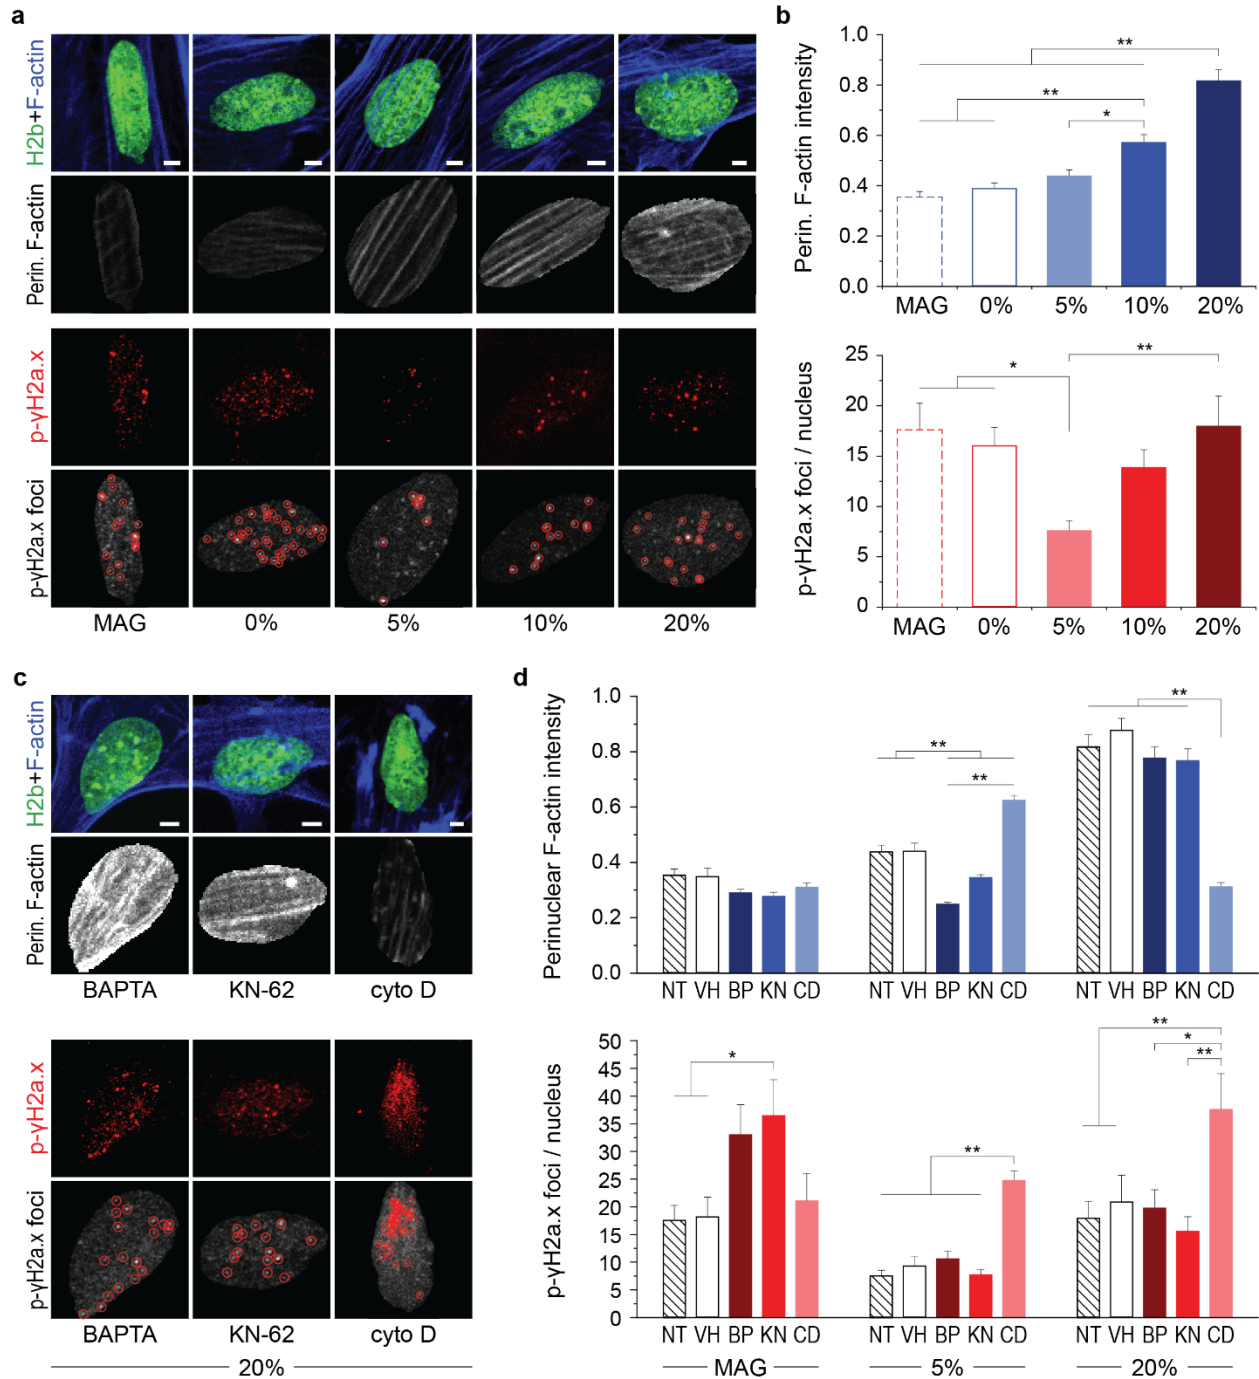 a
H2b+F-actin
Perin. F-actin
p-γH2a.x
p-γH2a.x foci
MAG 0% 5% 10% 20%
b
Perin. F-actin intensity
1.0
0.8
0.6
0.4
0.2
0.0
** ** *
MAG 0% 5% 10% 20%
p-γH2a.x foci / nucleus
25
20
15
10
5
0
* **
MAG 0% 5% 10% 20%
c
H2b+F-actin
Perin. F-actin
BAPTA KN-62 cyto D
p-γH2a.x
p-γH2a.x foci
BAPTA KN-62 cyto D
20%
d
Perinuclear F-actin intensity
1.0
0.8
0.6
0.4
0.2
0.0
** ** **
NT VH BP KN CD NT VH BP KN CD NT VH BP KN CD
p-γH2a.x foci / nucleus
50
45
40
35
30
25
20
15
10
5
0
* ** ** * **
NT VH BP KN CD NT VH BP KN CD NT VH BP KN CD
MAG 5% 20%